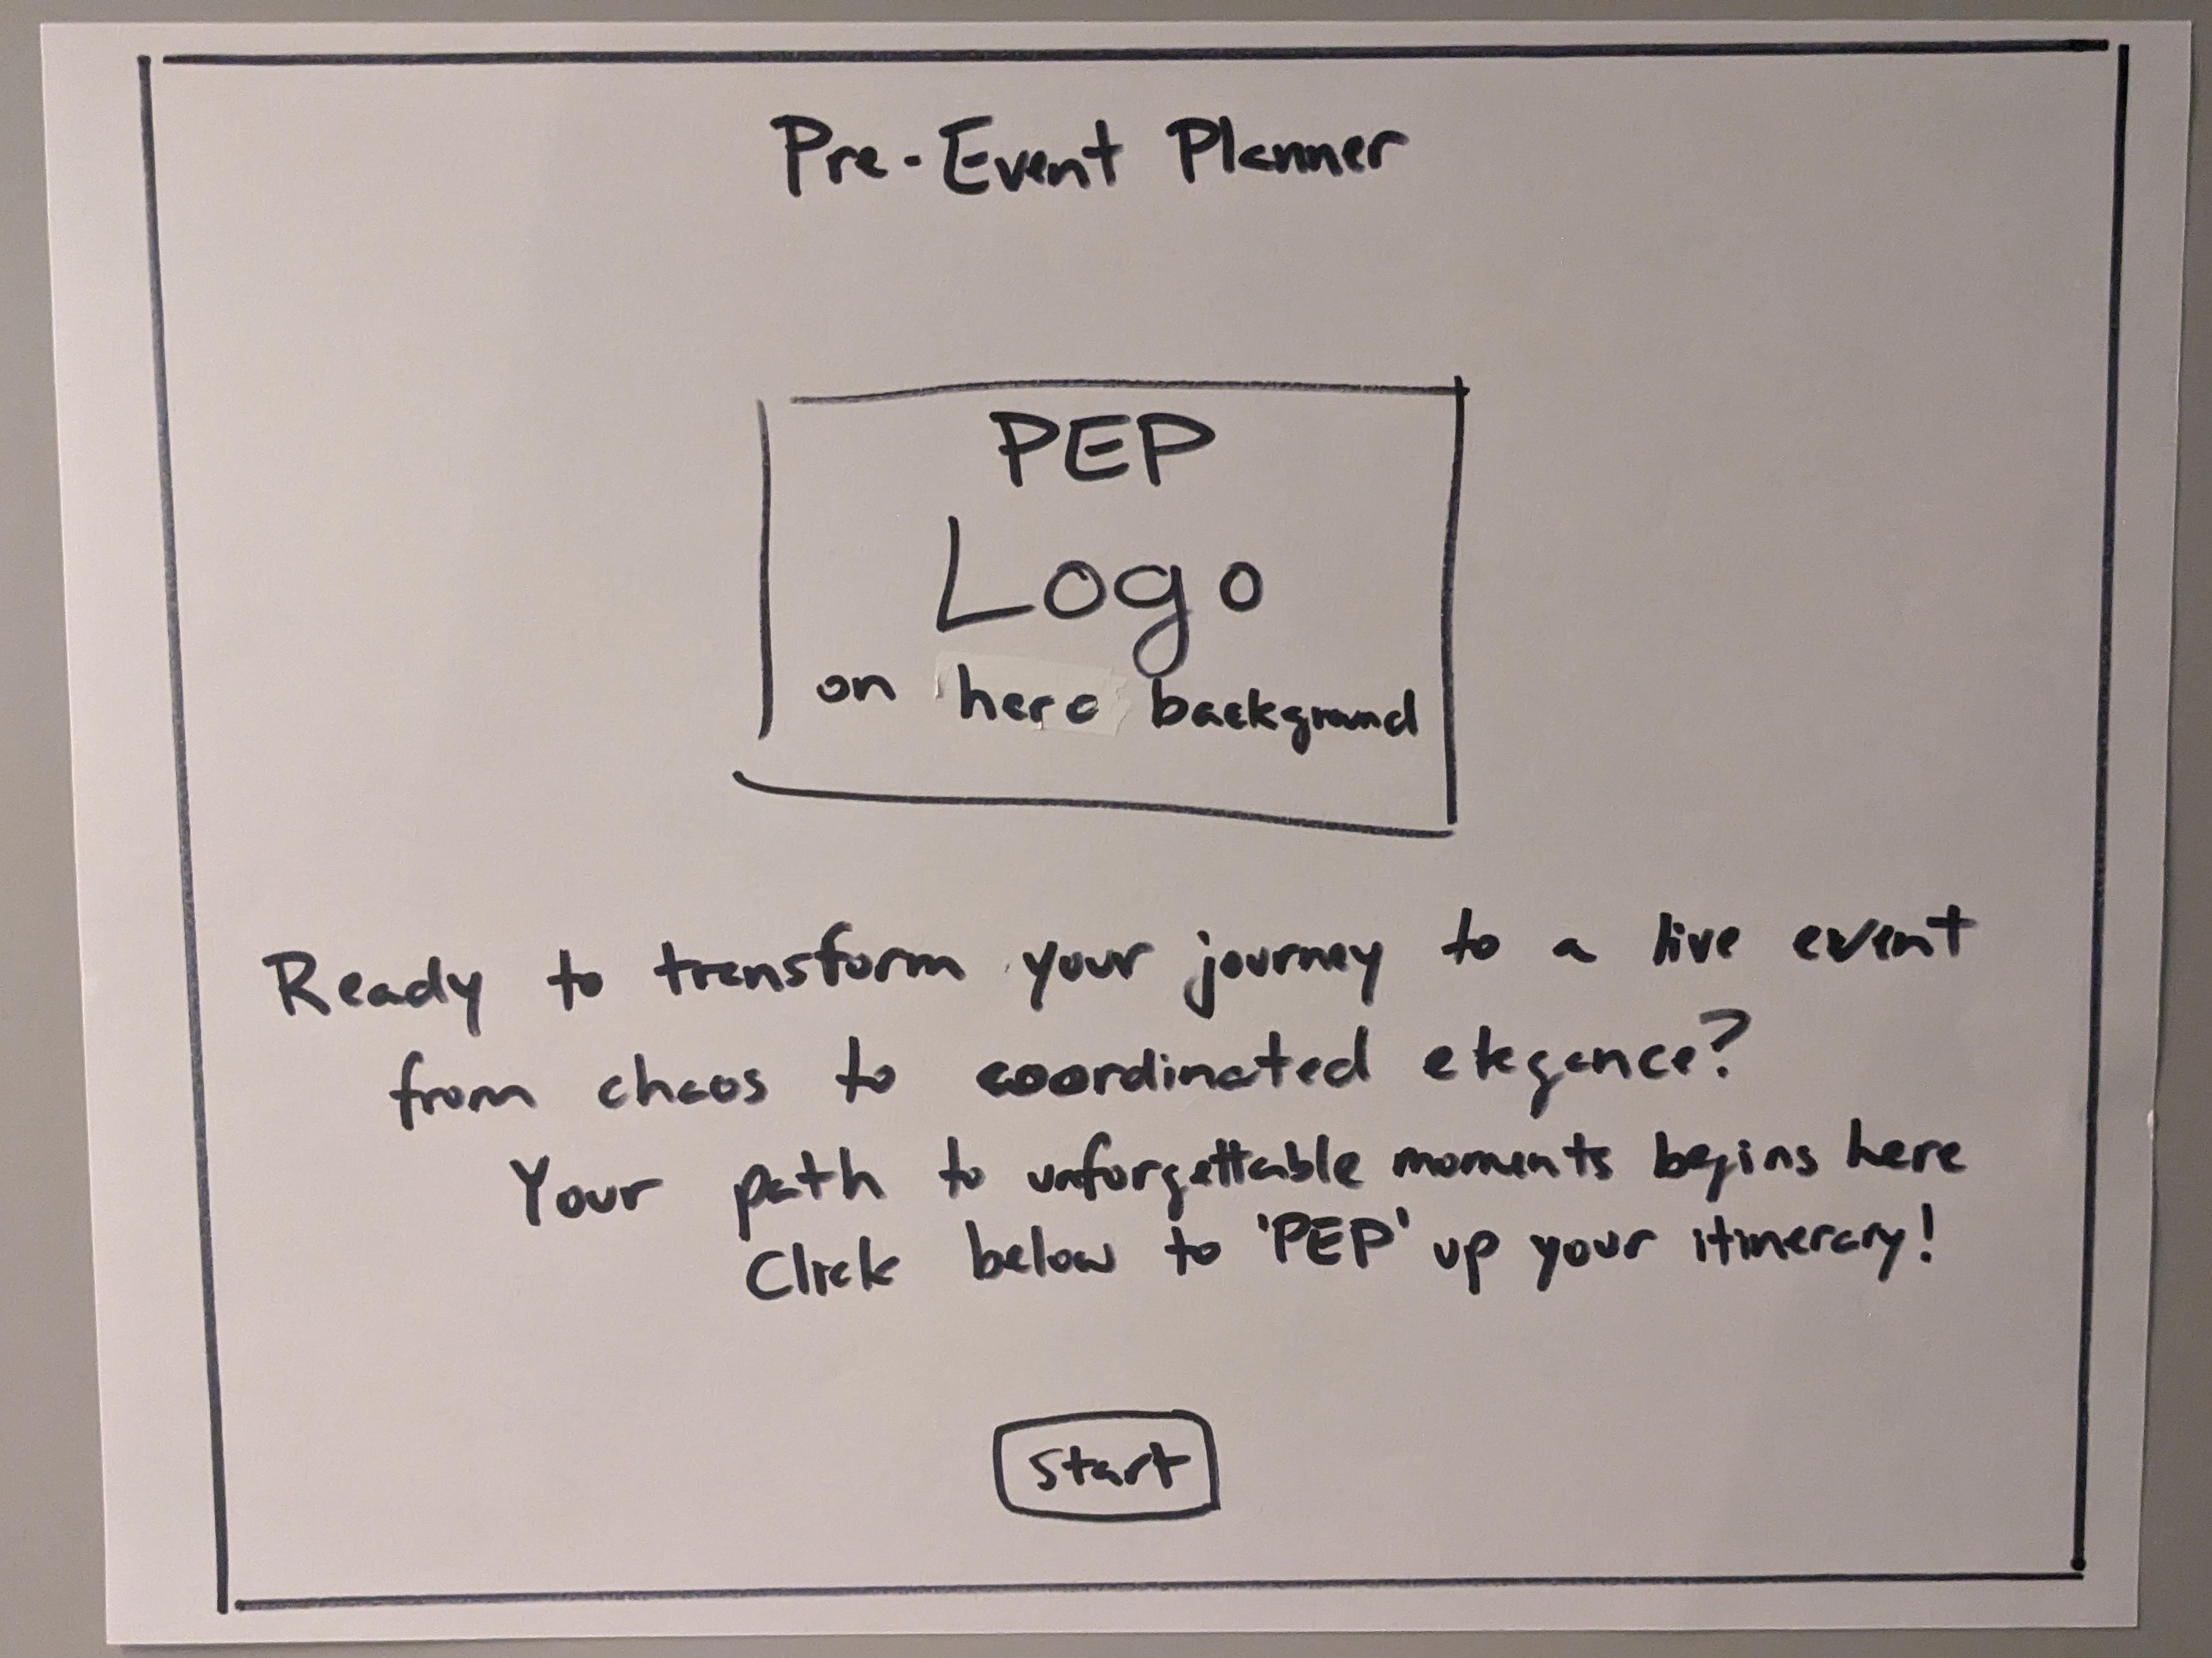 Pre-Event Planner
PEP
Logo
on hero background
Ready to transform your journey to a live event
from chaos to coordinated elegance?
Your path to unforgettable moments begins here
Click below to 'PEP' up your itinerary!
Start